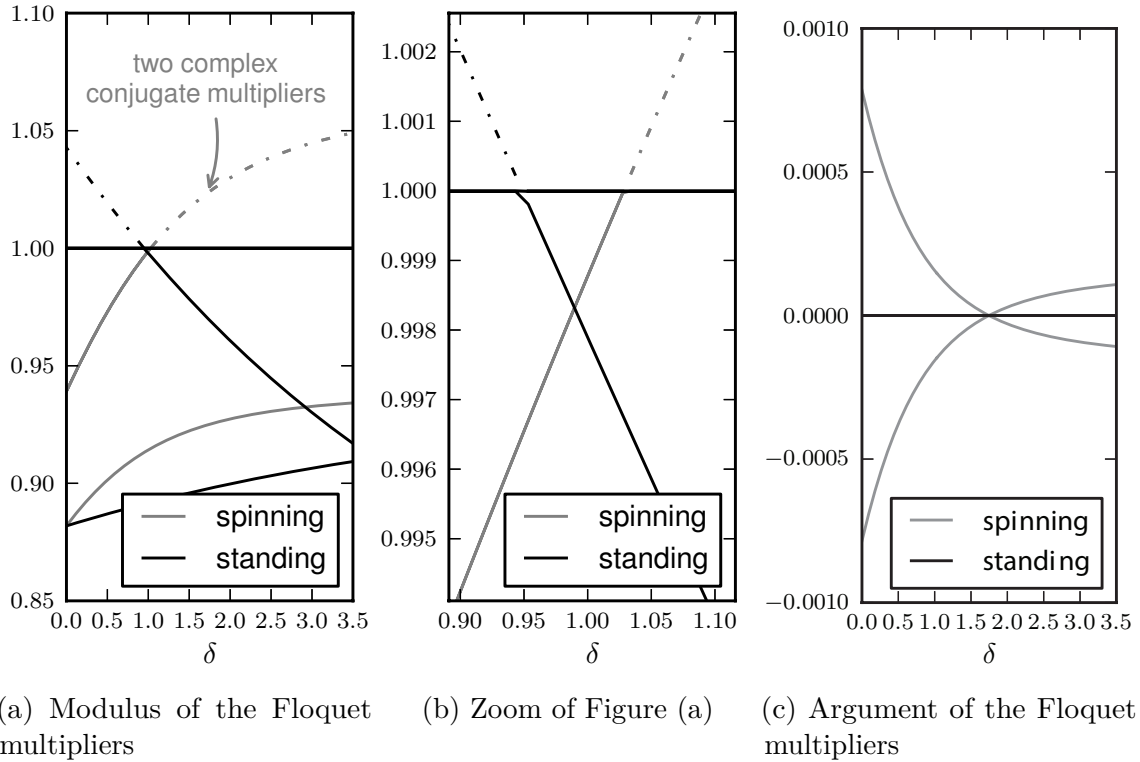 1.10
1.05
1.00
0.95
0.90
0.85
two complex
conjugate multipliers
spinning
standing
0.0 0.5 1.0 1.5 2.0 2.5 3.0 3.5
δ
1.002
1.001
1.000
0.999
0.998
0.997
0.996
0.995
spinning
standing
0.90 0.95 1.00 1.05 1.10
δ
0.0010
0.0005
0.0000
−0.0005
−0.0010
spinning
standing
0.0 0.5 1.0 1.5 2.0 2.5 3.0 3.5
δ
(a) Modulus of the Floquet
multipliers
(b) Zoom of Figure (a)
(c) Argument of the Floquet
multipliers